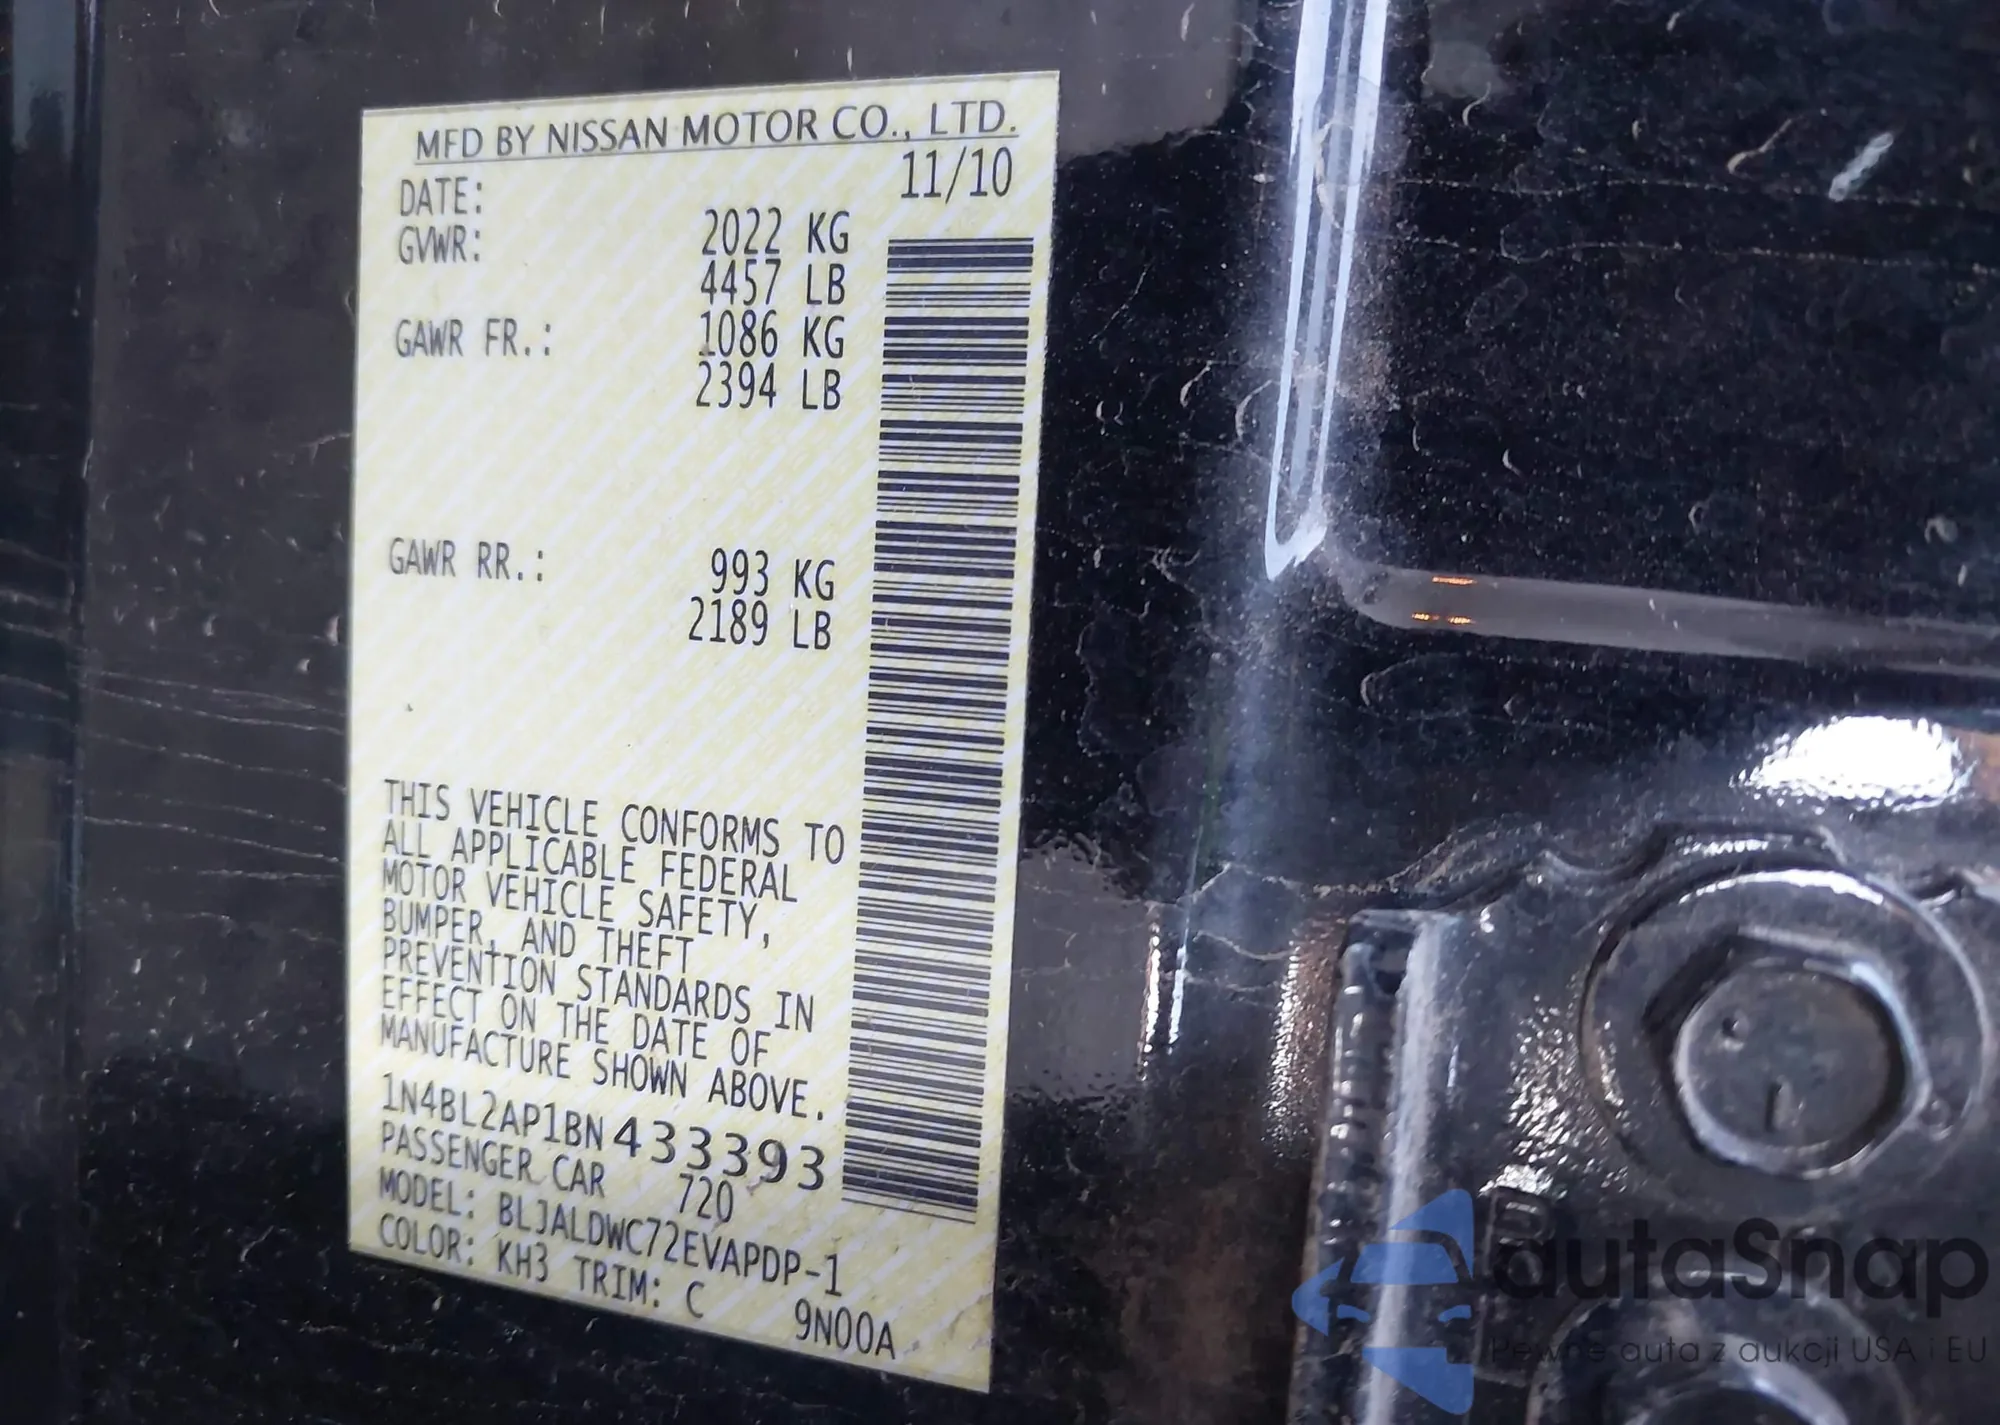 MFD BY NISSAN MOTOR CO., LTD.
DATE: 11/10
GVWR: 2022 KG
4457 LB
GAWR FR.: 1086 KG
2394 LB
GAWR RR.: 993 KG
2189 LB
THIS VEHICLE CONFORMS TO
ALL APPLICABLE FEDERAL
MOTOR VEHICLE SAFETY,
BUMPER, AND THEFT
PREVENTION STANDARDS IN
EFFECT ON THE DATE OF
MANUFACTURE SHOWN ABOVE.
1N4BL2AP1BN433393
PASSENGER CAR 720
MODEL: BLJALDWC72EVAPDP-1
COLOR: KH3 TRIM: C 9N00A
autaSnap
Pewne auta z aukcji USA i EU